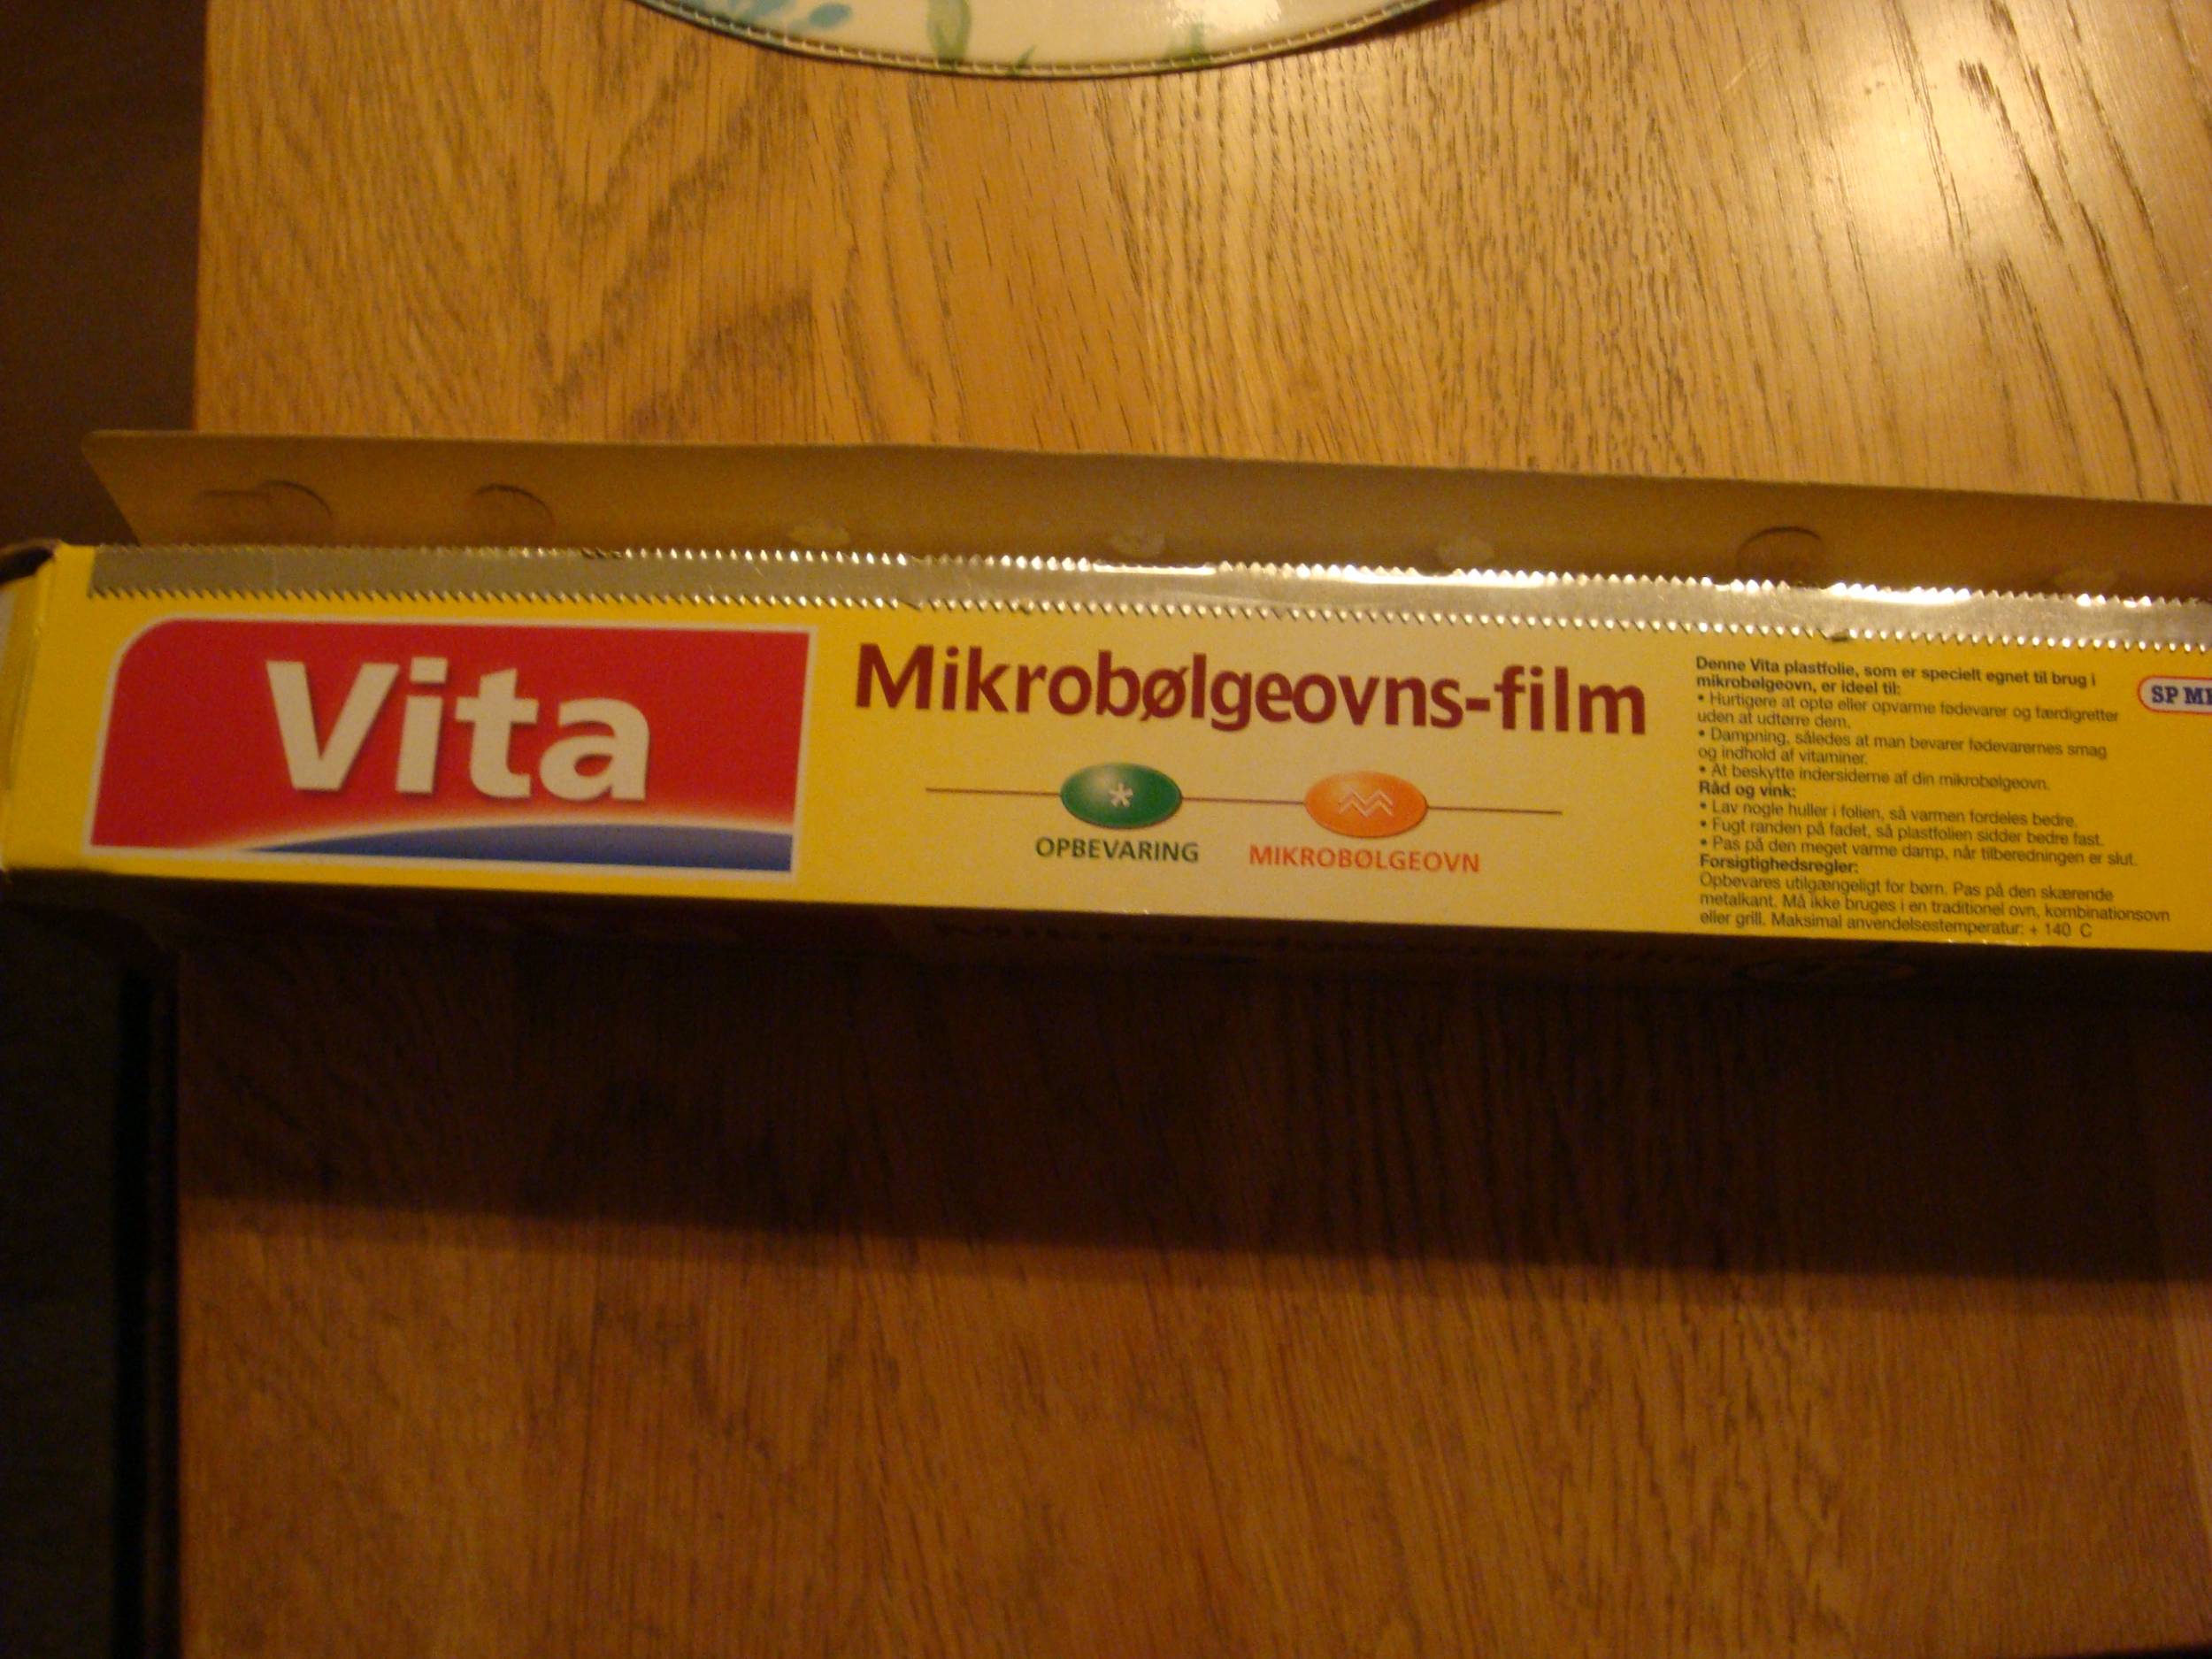 Vita
Mikrobølgeovns-film
OPBEVARING
MIKROBØLGEOVN
Denne Vita plastfolie, som er specielt egnet til brug i
mikrobølgeovn, er ideel til:
• Hurtigere at optø eller opvarme fødevarer og færdigretter
uden at udtørre dem.
• Dampning, således at man bevarer fødevarernes smag
og indhold af vitaminer.
• At beskytte indersiderne af din mikrobølgeovn.
Råd og vink:
• Lav nogle huller i folien, så varmen fordeles bedre.
• Fugt randen på fadet, så plastfolien sidder bedre fast.
• Pas på den meget varme damp, når tilberedningen er slut.
Forsigtighedsregler:
Opbevares utilgængeligt for børn. Pas på den skærende
metalkant. Må ikke bruges i en traditionel ovn, kombinationsovn
eller grill. Maksimal anvendelsestemperatur: + 140 C
SP